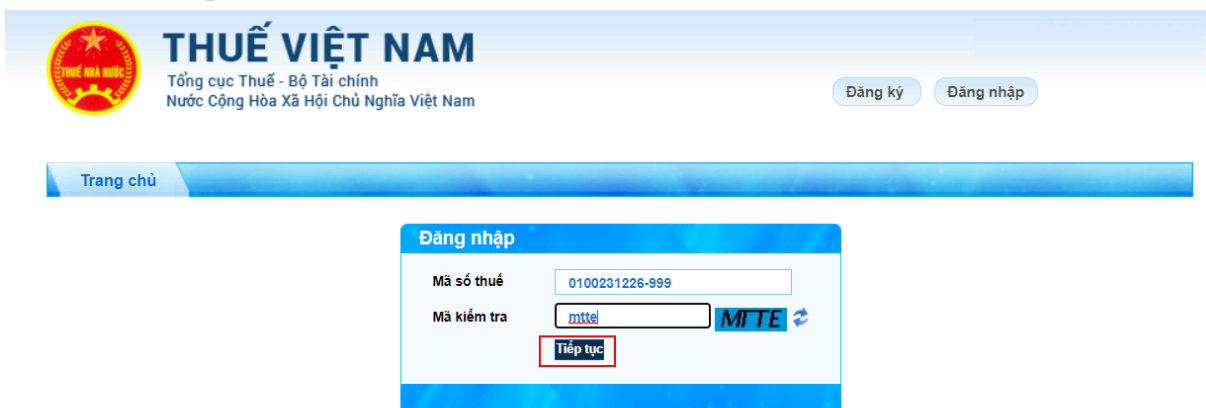 THUẾ NHÀ NƯỚC
THUẾ VIỆT NAM
Tổng cục Thuế - Bộ Tài chính
Nước Cộng Hòa Xã Hội Chủ Nghĩa Việt Nam
Đăng ký Đăng nhập
Trang chủ
Đăng nhập
Mã số thuế 0100231226-999
Mã kiểm tra mtte MTTE
Tiếp tục